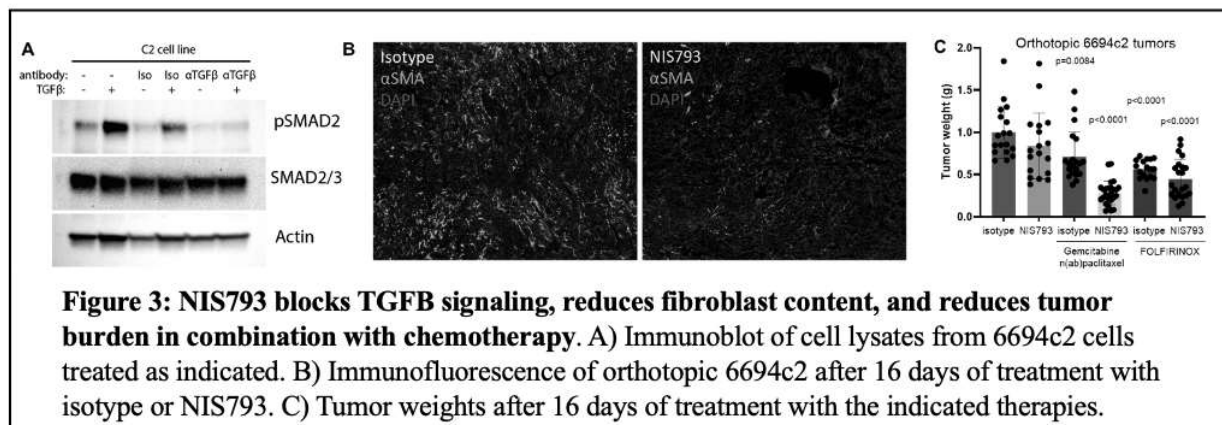 A
C2 cell line
antibody: - - Iso Iso αTGFβ αTGFβ
TGFβ: - + - + - +
pSMAD2
SMAD2/3
Actin
B
Isotype
αSMA
DAPI
NIS793
αSMA
DAPI
C
Orthotopic 6694c2 tumors
Tumor weight (g)
2.0
1.5
1.0
0.5
0.0
p=0.0084
p<0.0001
p<0.0001
p<0.0001
isotype NIS793 isotype NIS793 isotype NIS793
Gemcitabine
n(ab)paclitaxel
FOLFIRINOX
Figure 3: NIS793 blocks TGFB signaling, reduces fibroblast content, and reduces tumor
burden in combination with chemotherapy. A) Immunoblot of cell lysates from 6694c2 cells
treated as indicated. B) Immunofluorescence of orthotopic 6694c2 after 16 days of treatment with
isotype or NIS793. C) Tumor weights after 16 days of treatment with the indicated therapies.